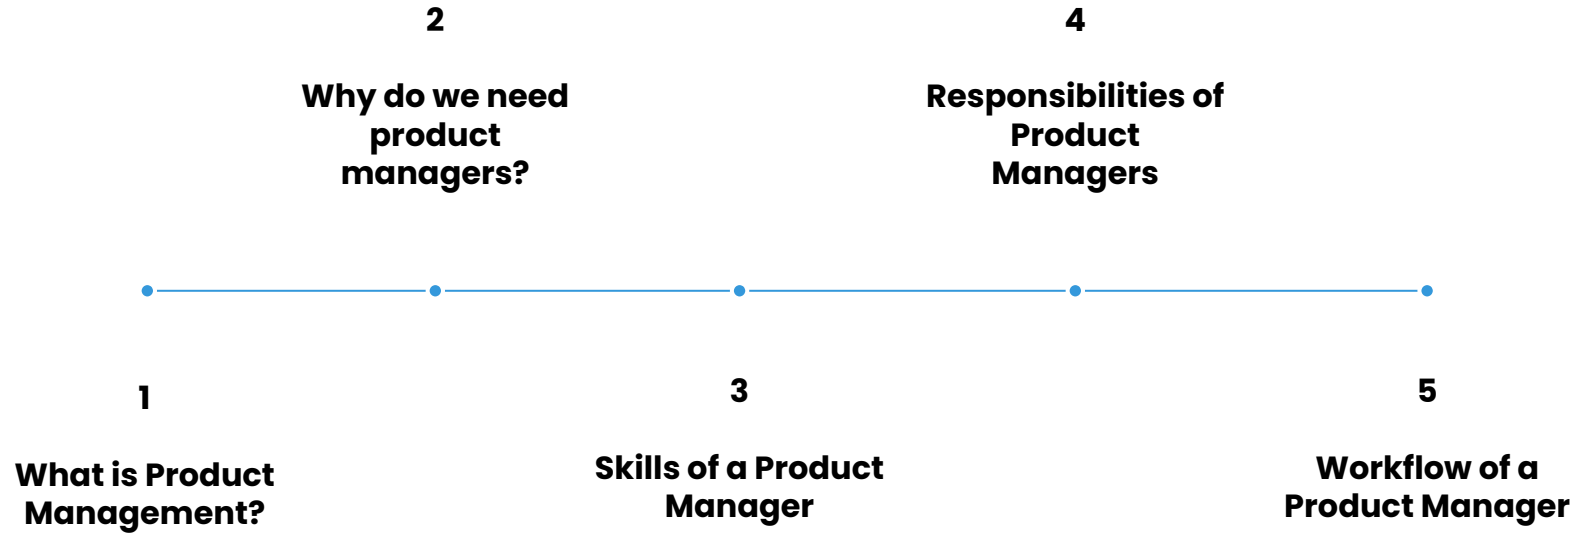 1
What is Product
Management?
2
Why do we need
product
managers?
3
Skills of a Product
Manager
4
Responsibilities of
Product
Managers
5
Workflow of a
Product Manager